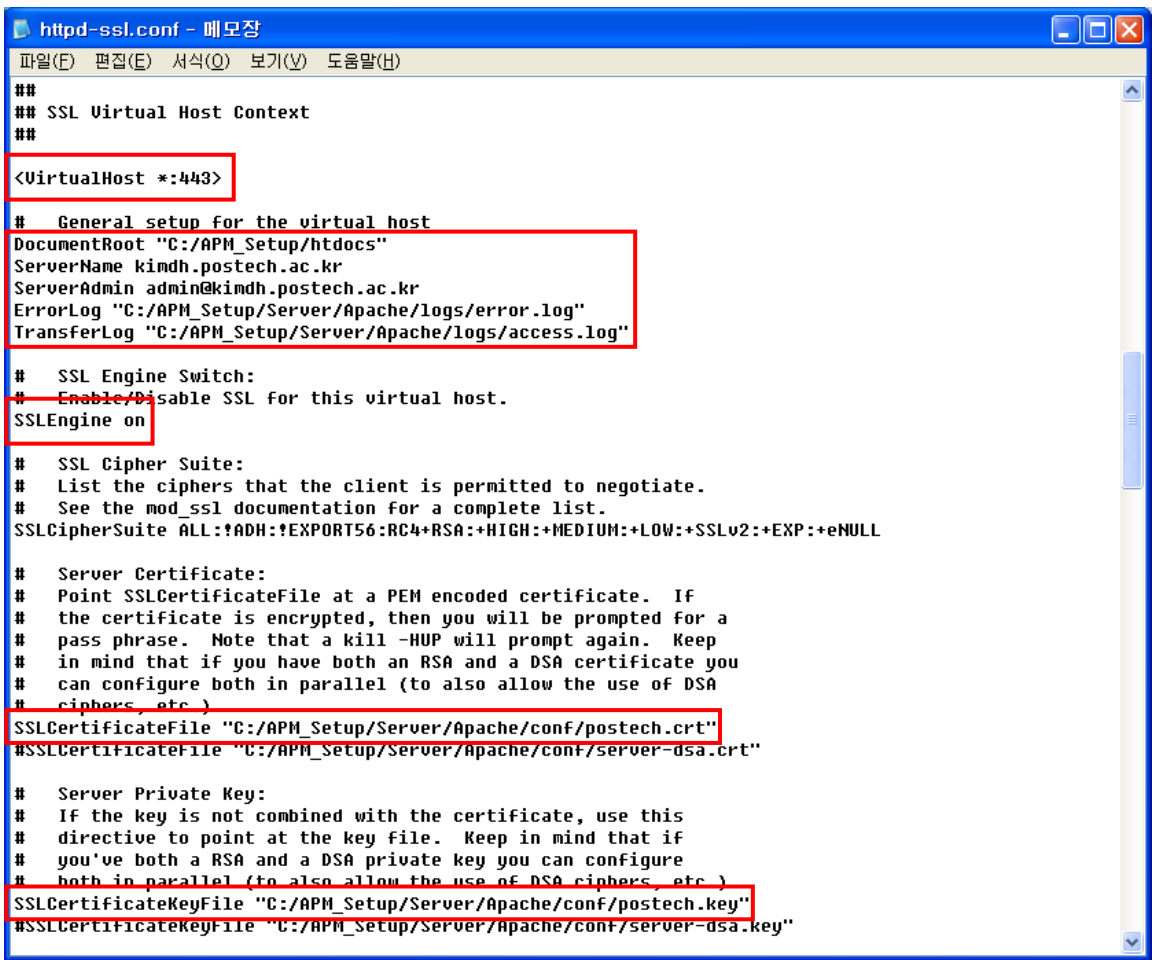 httpd-ssl.conf - 메모장
파일(F) 편집(E) 서식(O) 보기(V) 도움말(H)
##
## SSL Virtual Host Context
##
<VirtualHost *:443>
#   General setup for the virtual host
DocumentRoot "C:/APM_Setup/htdocs"
ServerName kimdh.postech.ac.kr
ServerAdmin admin@kimdh.postech.ac.kr
ErrorLog "C:/APM_Setup/Server/Apache/logs/error.log"
TransferLog "C:/APM_Setup/Server/Apache/logs/access.log"
#   SSL Engine Switch:
#   Enable/Disable SSL for this virtual host.
SSLEngine on
#   SSL Cipher Suite:
#   List the ciphers that the client is permitted to negotiate.
#   See the mod_ssl documentation for a complete list.
SSLCipherSuite ALL:!ADH:!EXPORT56:RC4+RSA:+HIGH:+MEDIUM:+LOW:+SSLv2:+EXP:+eNULL
#   Server Certificate:
#   Point SSLCertificateFile at a PEM encoded certificate.  If
#   the certificate is encrypted, then you will be prompted for a
#   pass phrase.  Note that a kill -HUP will prompt again.  Keep
#   in mind that if you have both an RSA and a DSA certificate you
#   can configure both in parallel (to also allow the use of DSA
#   ciphers, etc.)
SSLCertificateFile "C:/APM_Setup/Server/Apache/conf/postech.crt"
#SSLCertificateFile "C:/APM_Setup/Server/Apache/conf/server-dsa.crt"
#   Server Private Key:
#   If the key is not combined with the certificate, use this
#   directive to point at the key file.  Keep in mind that if
#   you've both a RSA and a DSA private key you can configure
#   both in parallel (to also allow the use of DSA ciphers, etc.)
SSLCertificateKeyFile "C:/APM_Setup/Server/Apache/conf/postech.key"
#SSLCertificateKeyFile "C:/APM_Setup/Server/Apache/conf/server-dsa.key"